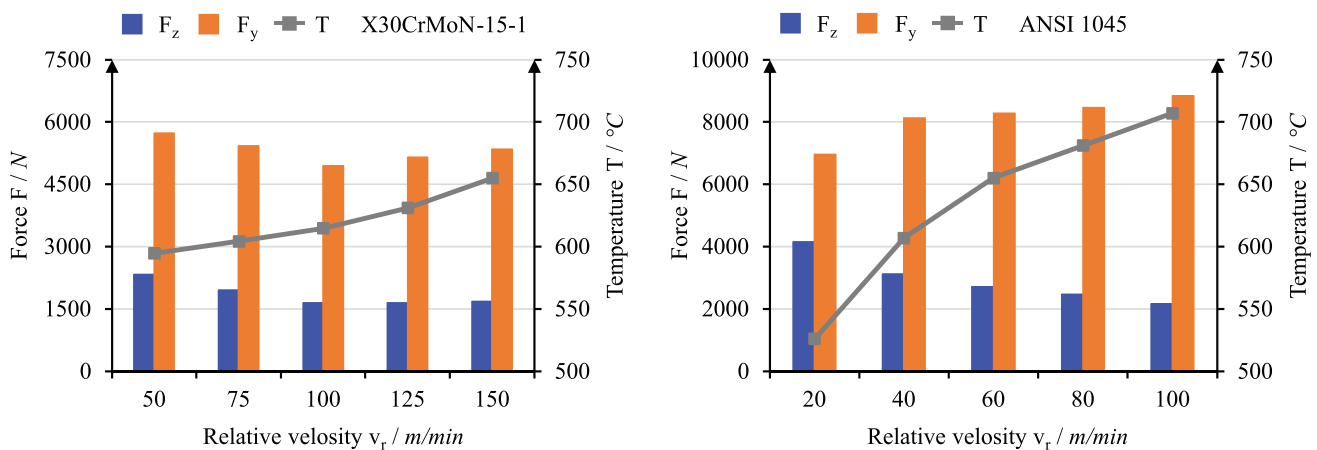 F_z F_y T X30CrMoN-15-1
7500
6000
4500
3000
1500
0
Force F / N
750
700
650
600
550
500
Temperature T / °C
50 75 100 125 150
Relative velosity v_r / m/min
F_z F_y T ANSI 1045
10000
8000
6000
4000
2000
0
Force F / N
750
700
650
600
550
500
Temperature T / °C
20 40 60 80 100
Relative velosity v_r / m/min